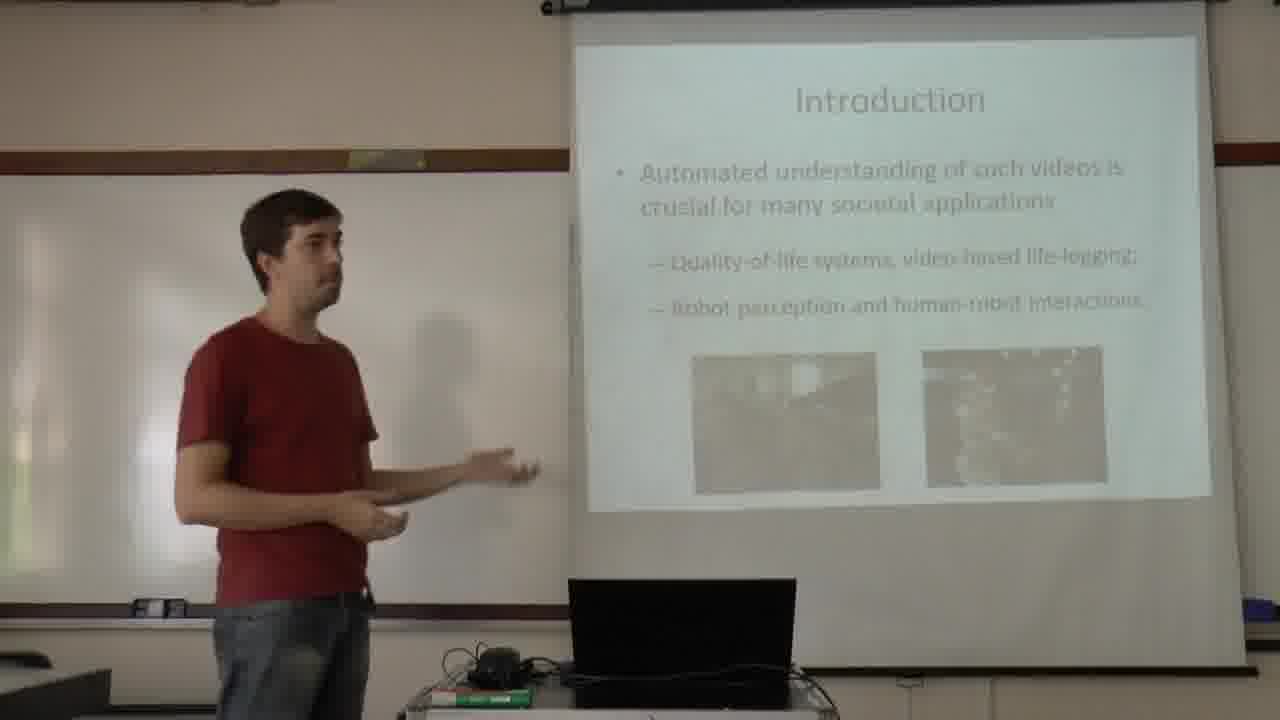 Introduction
• Automated understanding of such videos is
crucial for many societal applications
– Quality-of-life systems, video-based life-logging;
– Robot perception and human-robot interactions.